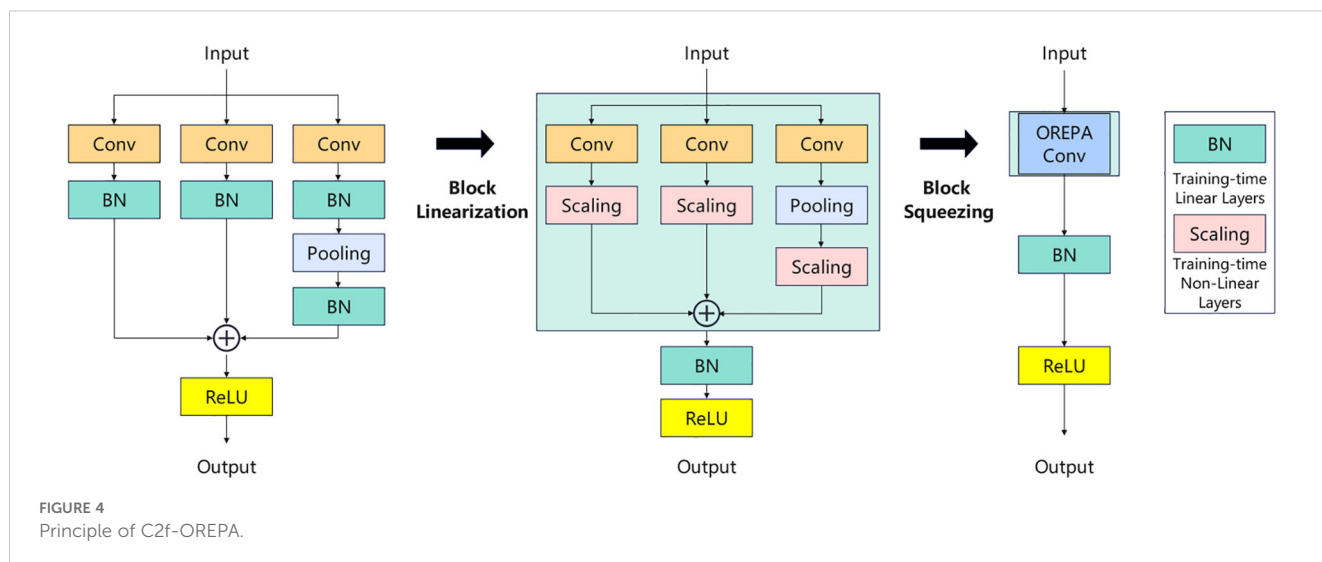 Input
Conv
Conv
Conv
BN
BN
BN
Pooling
BN
ReLU
Output
Block
Linearization
Input
Conv
Conv
Conv
Scaling
Scaling
Pooling
Scaling
BN
ReLU
Output
Block
Squeezing
Input
OREPA
Conv
BN
ReLU
Output
BN
Training-time
Linear Layers
Scaling
Training-time
Non-Linear
Layers
FIGURE 4
Principle of C2f-OREPA.